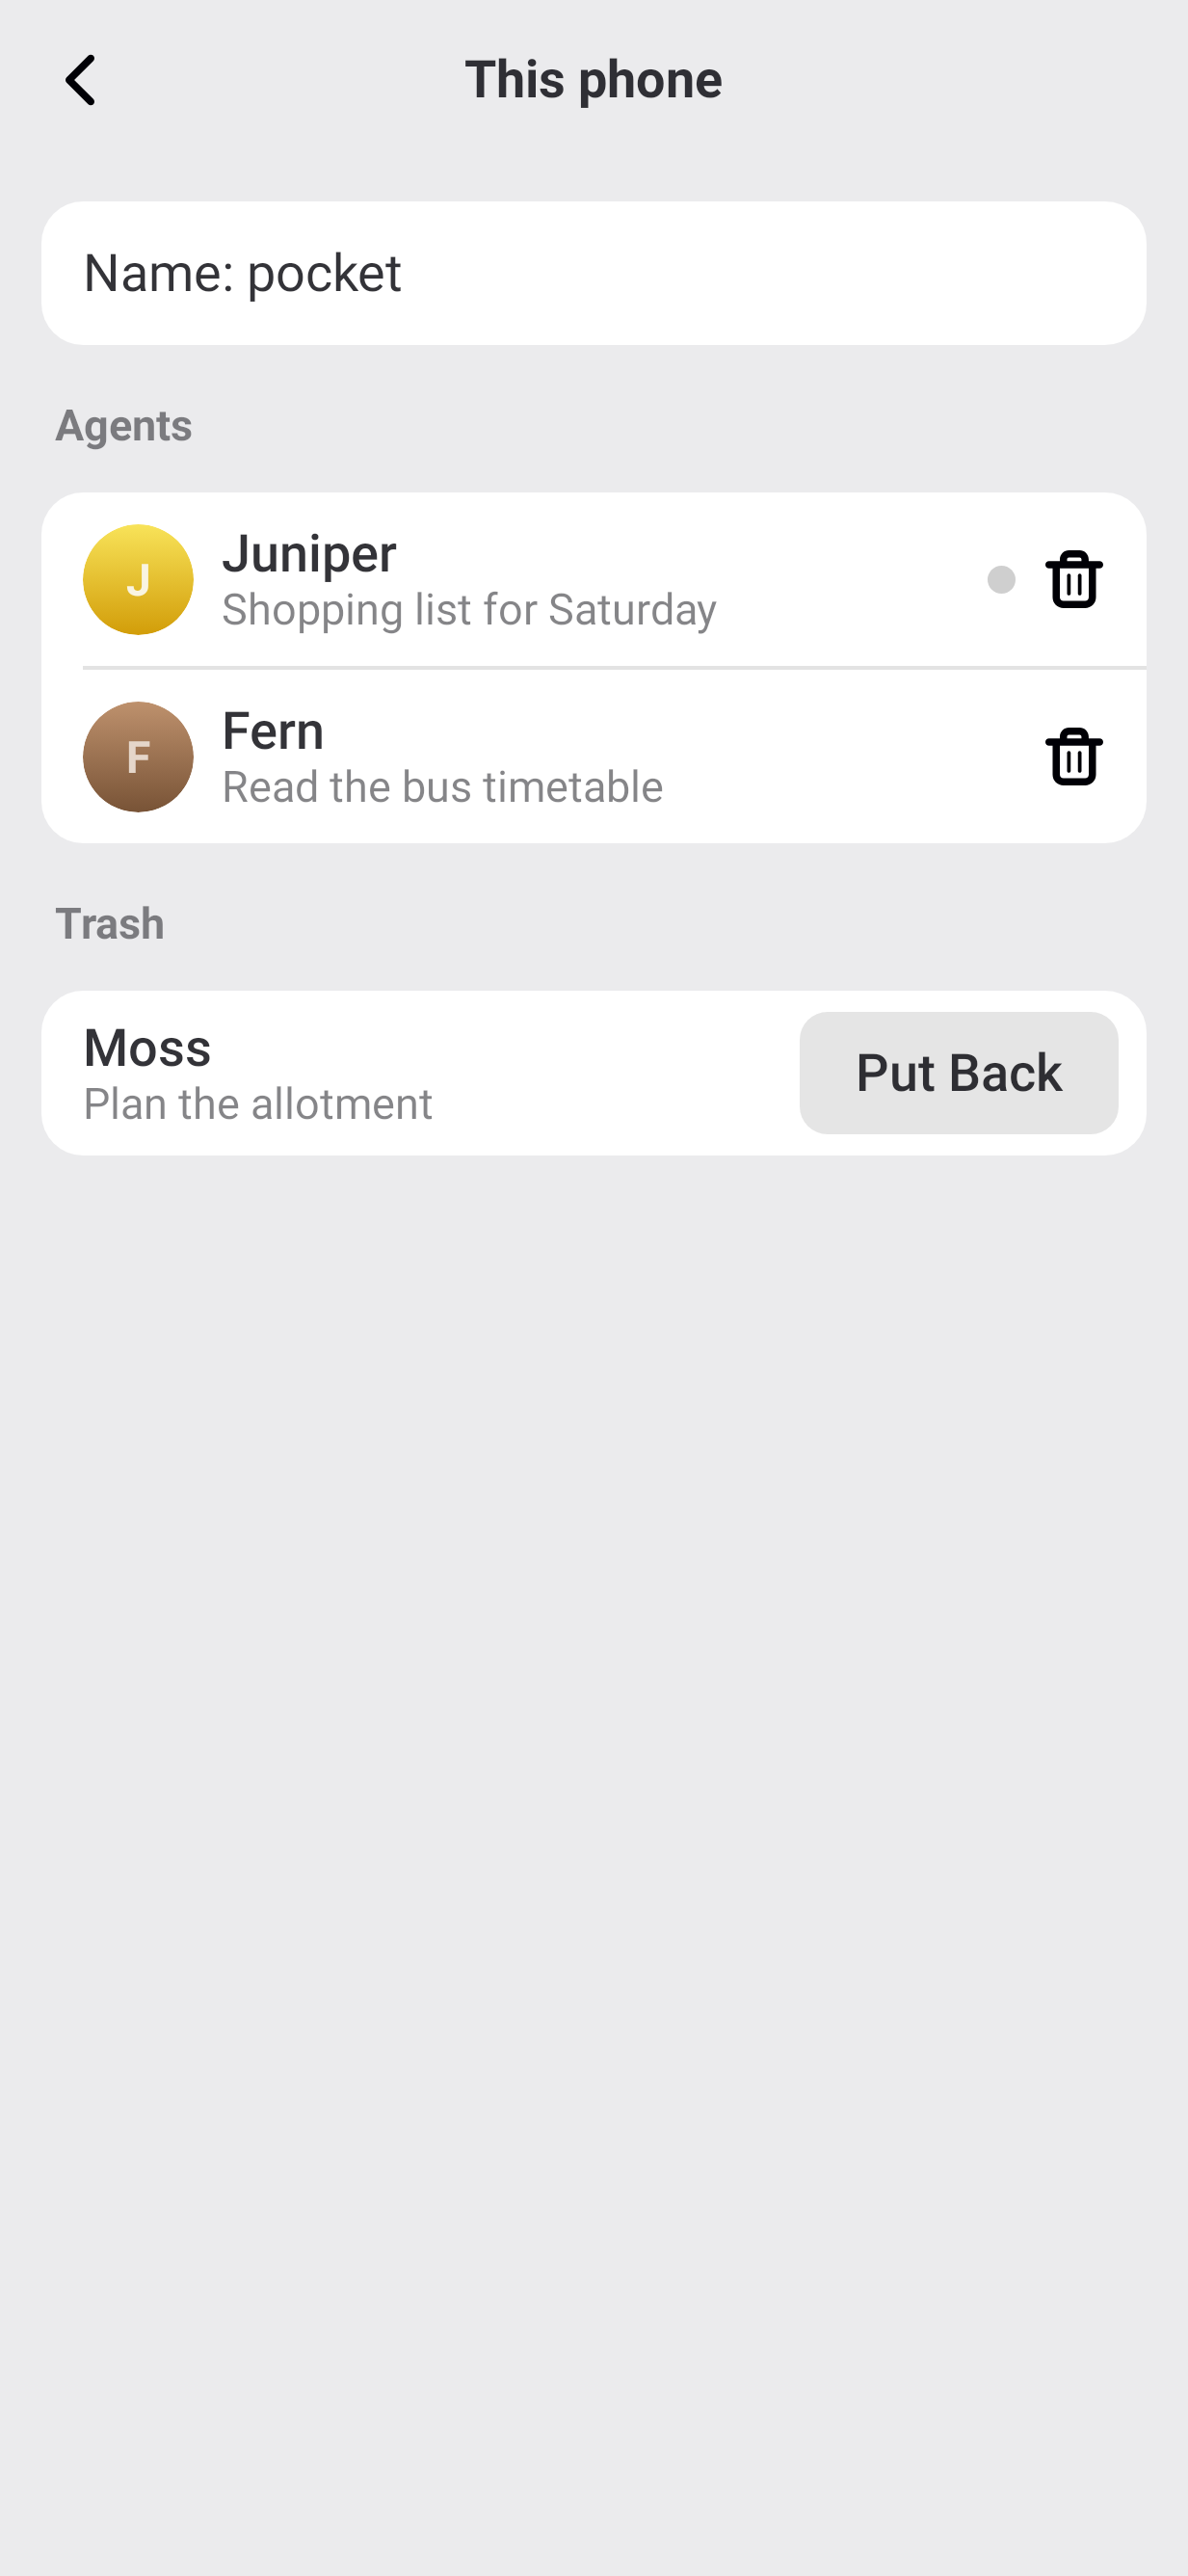 This phone
Name: pocket
Agents
J
Juniper
Shopping list for Saturday
F
Fern
Read the bus timetable
Trash
Moss
Plan the allotment
Put Back